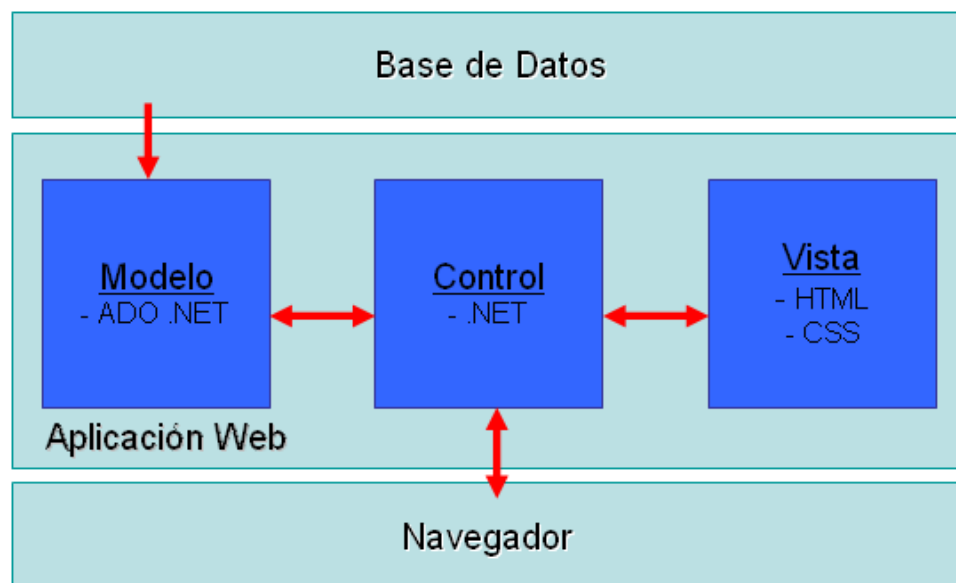 Base de Datos
Modelo
- ADO .NET
Control
- .NET
Vista
- HTML
- CSS
Aplicación Web
Navegador